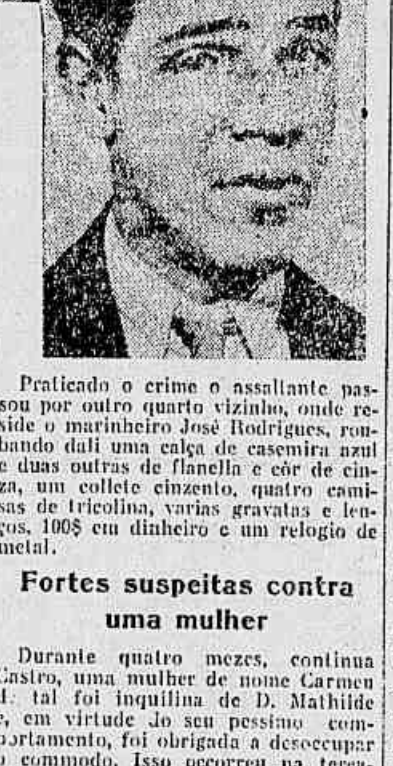 Praticado o crime o assaltante pas-
sou por outro quarto vizinho, onde re-
side o marinheiro José Rodrigues, rou-
bando dali uma calça de casemira azul
e duas outras de flanella e côr de cin-
za, um collete cinzento, quatro cami-
sas de tricolina, varias gravatas e len-
ços, 100$ em dinheiro e um relogio de
metal.
Fortes suspeitas contra
uma mulher
Durante quatro mezes, continua
Castro, uma mulher de nome Carmen
de tal foi inquilina de D. Mathilde
e, em virtude do seu pessimo com-
portamento, foi obrigada a desoccupar
o commodo. Isso occorreu na